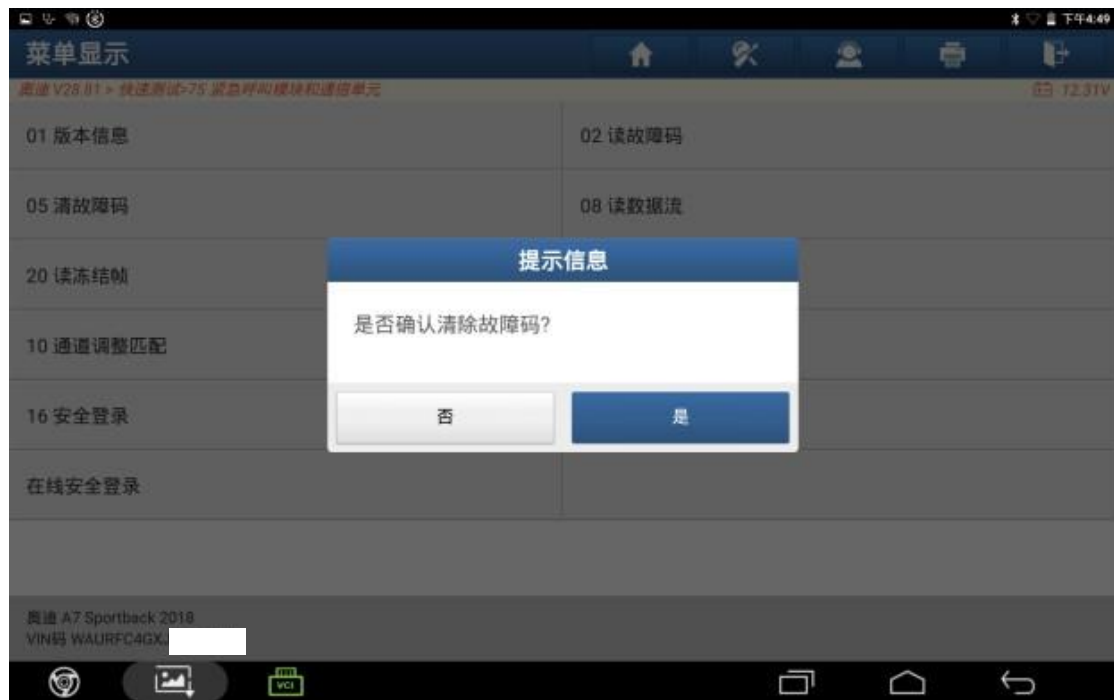 下午4:49
菜单显示
奥迪 V28.81 > 快速测试>75 紧急呼叫模块和通信单元
12.31V
01 版本信息
02 读故障码
05 清故障码
08 读数据流
提示信息
20 读冻结帧
是否确认清除故障码?
10 通道调整匹配
16 安全登录
否
是
在线安全登录
奥迪 A7 Sportback 2018
VIN码 WAURFC4GXJ
VCI